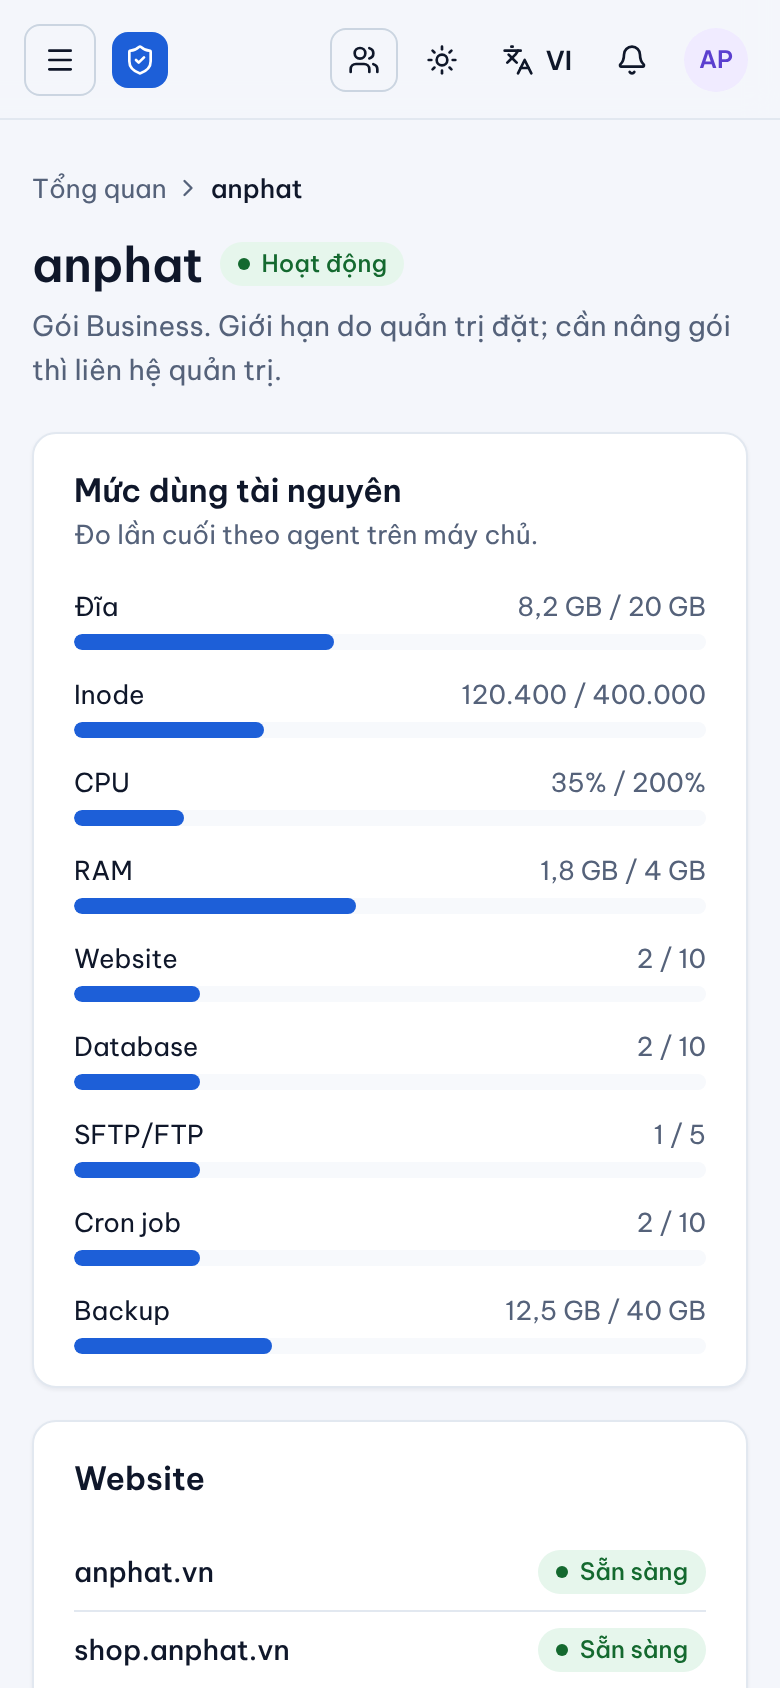 VI
AP
Tổng quan > anphat
anphat
Hoạt động
Gói Business. Giới hạn do quản trị đặt; cần nâng gói
thì liên hệ quản trị.
Mức dùng tài nguyên
Đo lần cuối theo agent trên máy chủ.
Đĩa 8,2 GB / 20 GB
Inode 120.400 / 400.000
CPU 35% / 200%
RAM 1,8 GB / 4 GB
Website 2 / 10
Database 2 / 10
SFTP/FTP 1 / 5
Cron job 2 / 10
Backup 12,5 GB / 40 GB
Website
anphat.vn Sẵn sàng
shop.anphat.vn Sẵn sàng